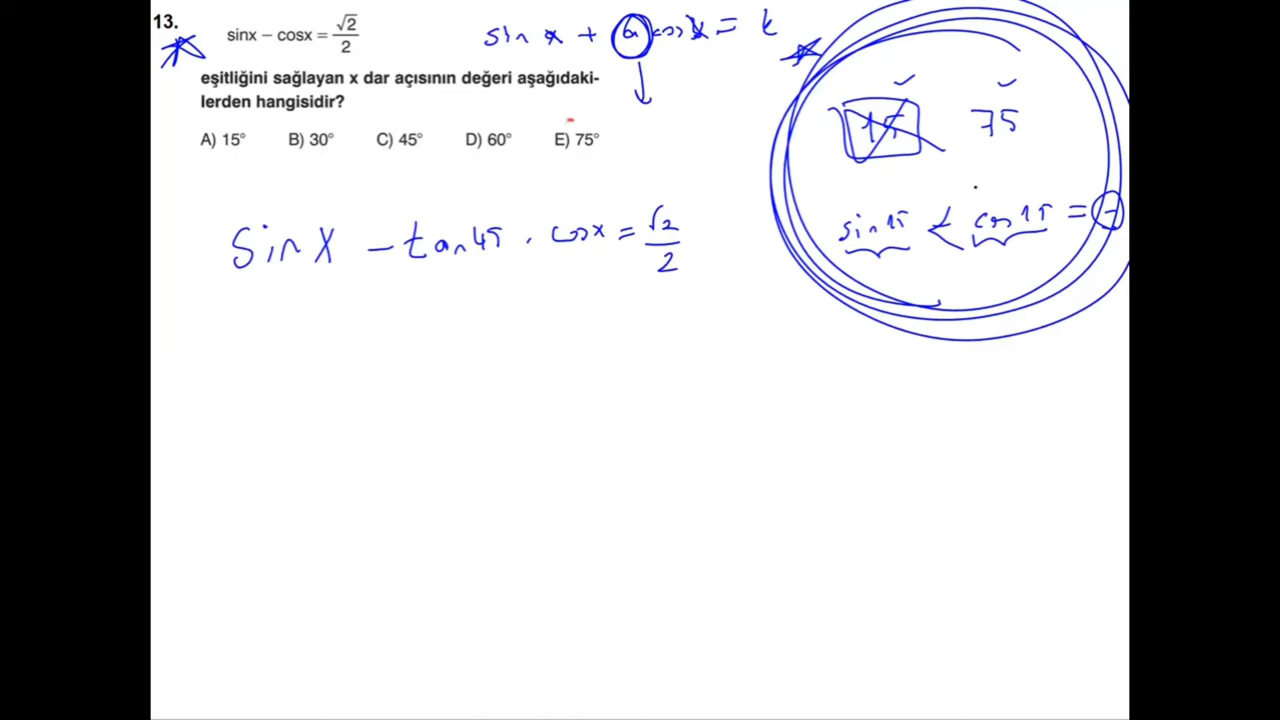 13.
sinx – cosx = √2/2
eşitliğini sağlayan x dar açısının değeri aşağıdaki-
lerden hangisidir?
A) 15° B) 30° C) 45° D) 60° E) 75°
sin x + a cos x = k
15 75
sin 15 < cos 15 = -
sin x - tan 45 . cos x = √2/2